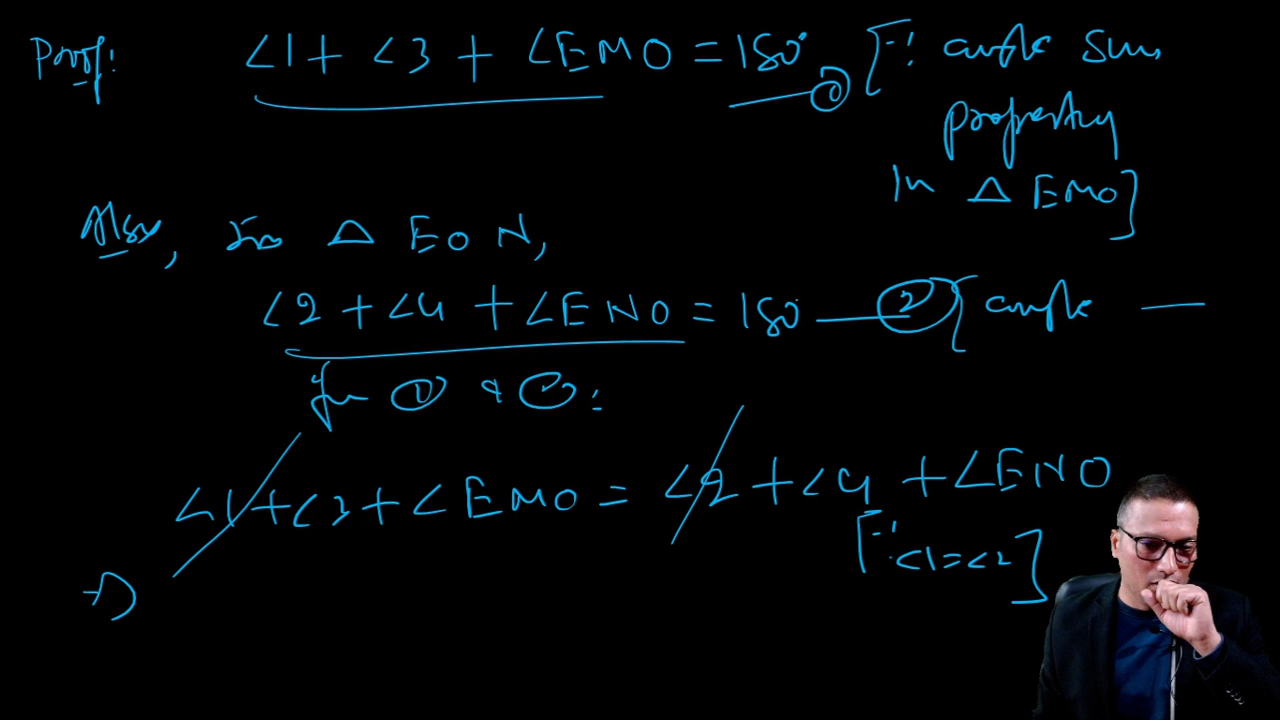 Proof: ∠1 + ∠3 + ∠EMO = 180° ① [∵ angle sum
property
In △ EMO]
Also, In △ EON,
∠2 + ∠4 + ∠ENO = 180 — ② [angle —
① & ②:
∠1 + ∠3 + ∠EMO = ∠2 + ∠4 + ∠ENO
[∵ ∠1 = ∠2]
⇒